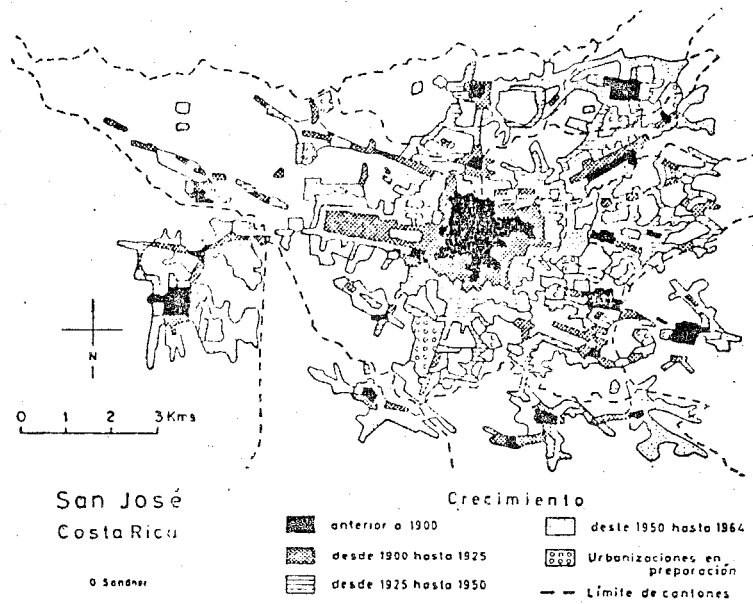 N
0 1 2 3 Kms
San José
Costa Rica
O Sandner
Crecimiento
anterior a 1900
desde 1900 hasta 1925
desde 1925 hasta 1950
deste 1950 hasta 1964
Urbanizaciones en
preparación
Límite de cantones